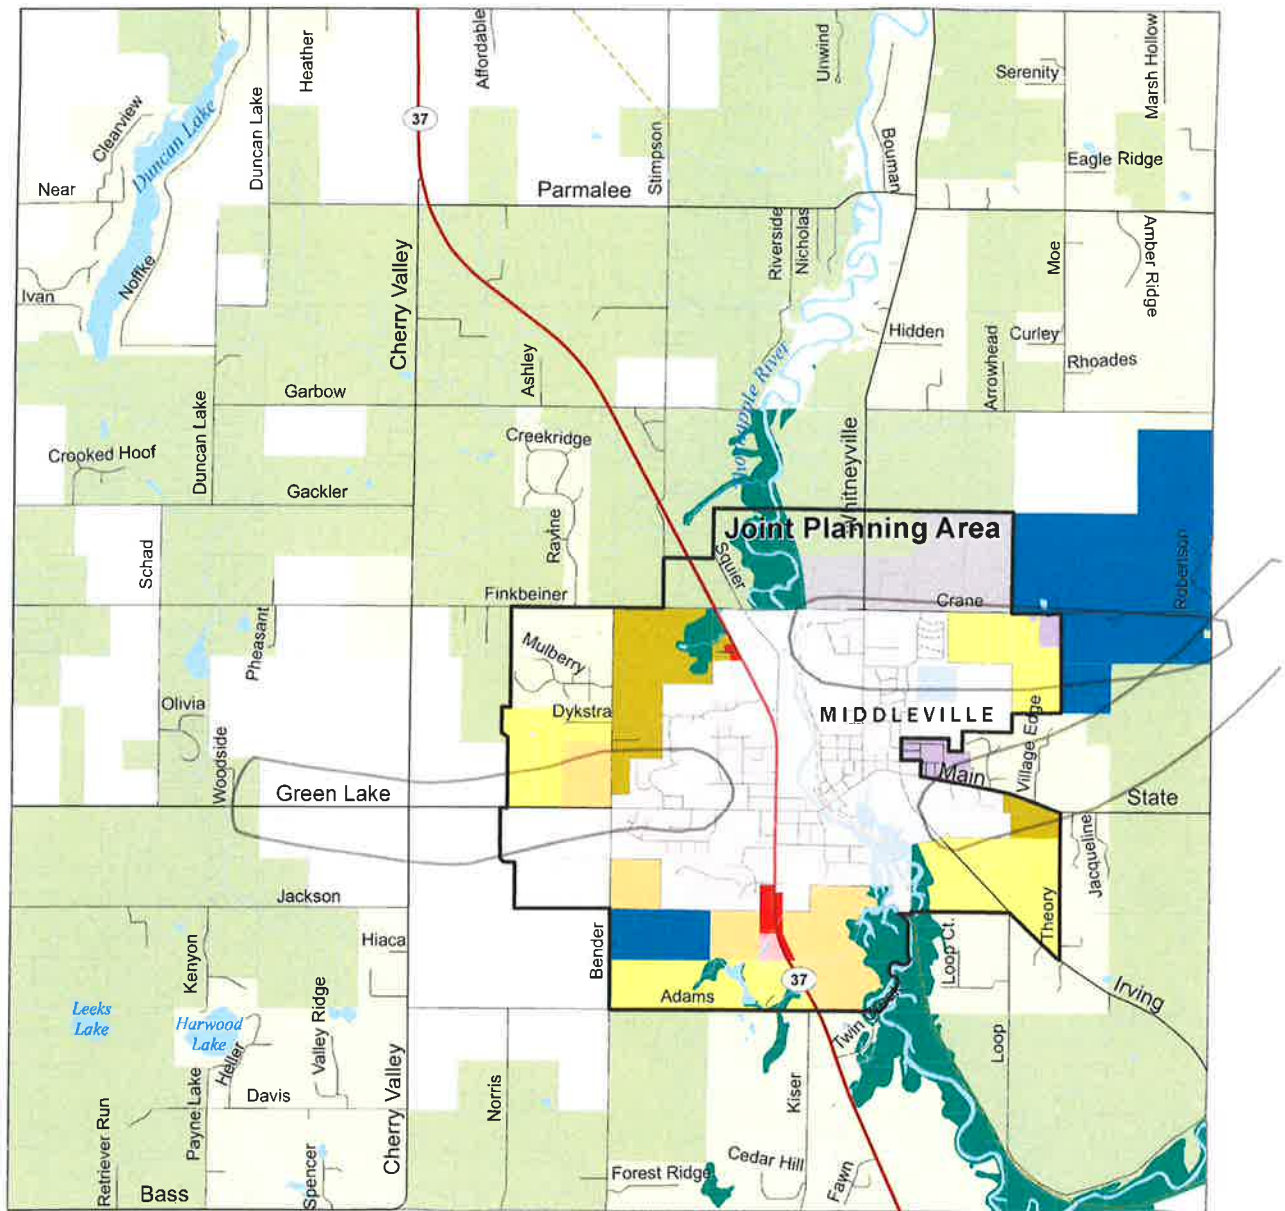 Heather
Affordable
Unwind
Serenity
Marsh Hollow
Clearview
Duncan Lake
Duncan Lake
37
Stimpson
Bouman
Eagle Ridge
Near
Parmalee
Riverside
Nicholas
Moe
Amber Ridge
Ivan
Noffke
Cherry Valley
Hidden
Arrowhead
Curley
Rhoades
Ashley
Garbow
Duncan Lake
Creekridge
Crooked Hoof
Gackler
Whitneyville
Joint Planning Area
Ravine
Squier
Schad
Robertson
Finkbeiner
Crane
Pheasant
Mulberry
Olivia
Dykstra
MIDDLEVILLE
Village Edge
Woodside
Main
Green Lake
State
Jacqueline
Jackson
Theory
Hiaca
Bender
Loop Ct.
Kenyon
37
Adams
Irving
Leeks
Lake
Harwood
Lake
Valley Ridge
Heller
Loop
Payne Lake
Davis
Cherry Valley
Norris
Kiser
Retriever Run
Spencer
Bass
Forest Ridge
Cedar Hill
Fawn